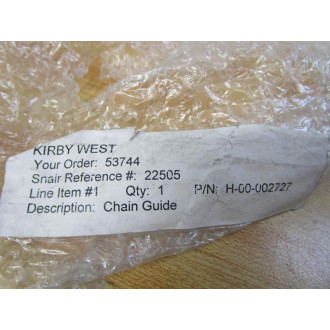 KIRBY WEST
Your Order: 53744
Snair Reference #: 22505
Line Item #1 Qty: 1 P/N: H-00-002727
Description: Chain Guide